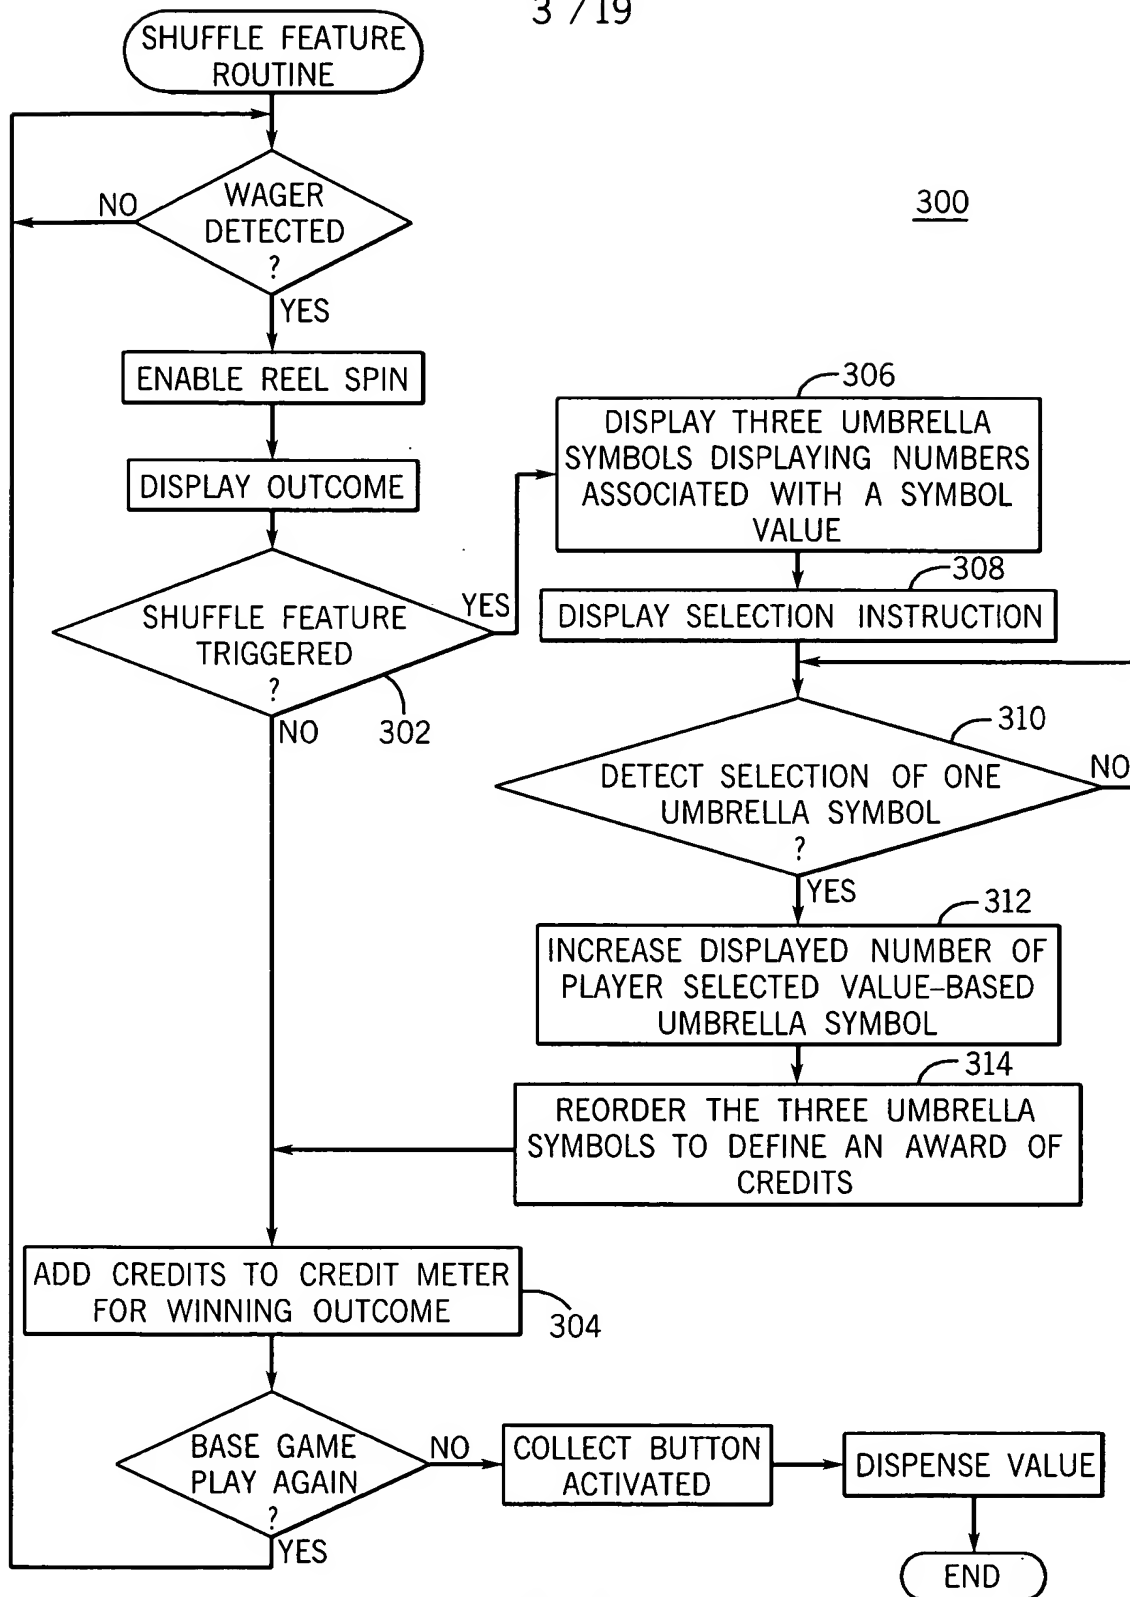 3 / 19
SHUFFLE FEATURE
ROUTINE
WAGER
DETECTED
?
NO
YES
300
ENABLE REEL SPIN
DISPLAY OUTCOME
SHUFFLE FEATURE
TRIGGERED
?
YES
NO
302
306
DISPLAY THREE UMBRELLA
SYMBOLS DISPLAYING NUMBERS
ASSOCIATED WITH A SYMBOL
VALUE
308
DISPLAY SELECTION INSTRUCTION
310
DETECT SELECTION OF ONE
UMBRELLA SYMBOL
?
NO
YES
312
INCREASE DISPLAYED NUMBER OF
PLAYER SELECTED VALUE-BASED
UMBRELLA SYMBOL
314
REORDER THE THREE UMBRELLA
SYMBOLS TO DEFINE AN AWARD OF
CREDITS
ADD CREDITS TO CREDIT METER
FOR WINNING OUTCOME
304
BASE GAME
PLAY AGAIN
?
NO
YES
COLLECT BUTTON
ACTIVATED
DISPENSE VALUE
END